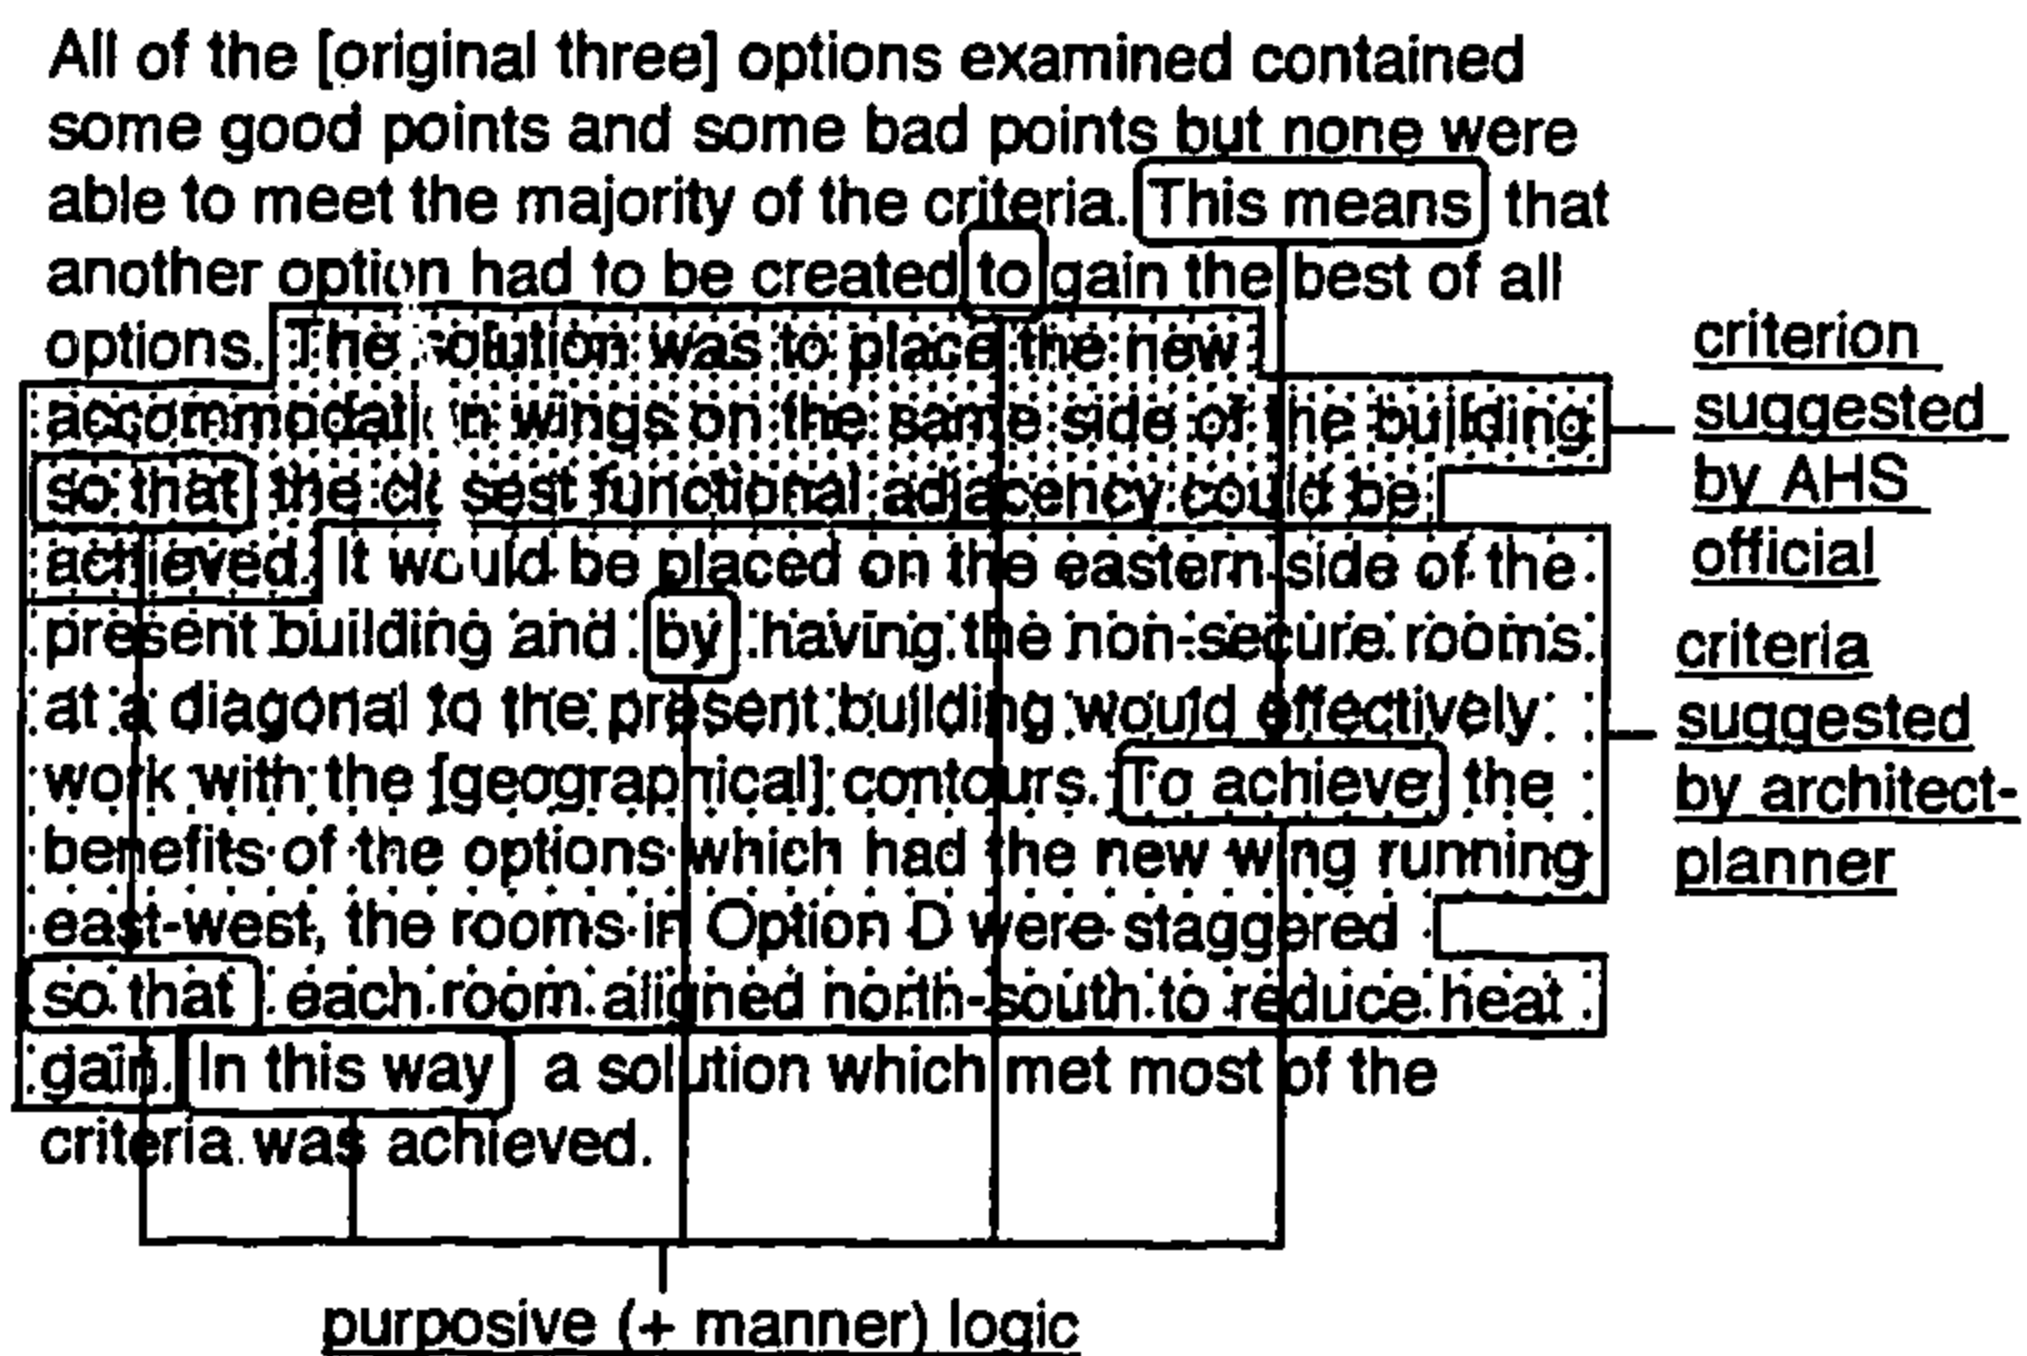 All of the [original three] options examined contained
some good points and some bad points but none were
able to meet the majority of the criteria. This means that
another option had to be created to gain the best of all
options. The solution was to place the new
accommodation wings on the same side of the building
so that the closest functional adjacency could be
achieved. It would be placed on the eastern side of the
present building and by having the non-secure rooms
at a diagonal to the present building would effectively
work with the [geographical] contours. To achieve the
benefits of the options which had the new wing running
east-west, the rooms in Option D were staggered
so that each room aligned north-south to reduce heat
gain. In this way a solution which met most of the
criteria was achieved.
criterion
suggested
by AHS
official
criteria
suggested
by architect-
planner
purposive (+ manner) logic